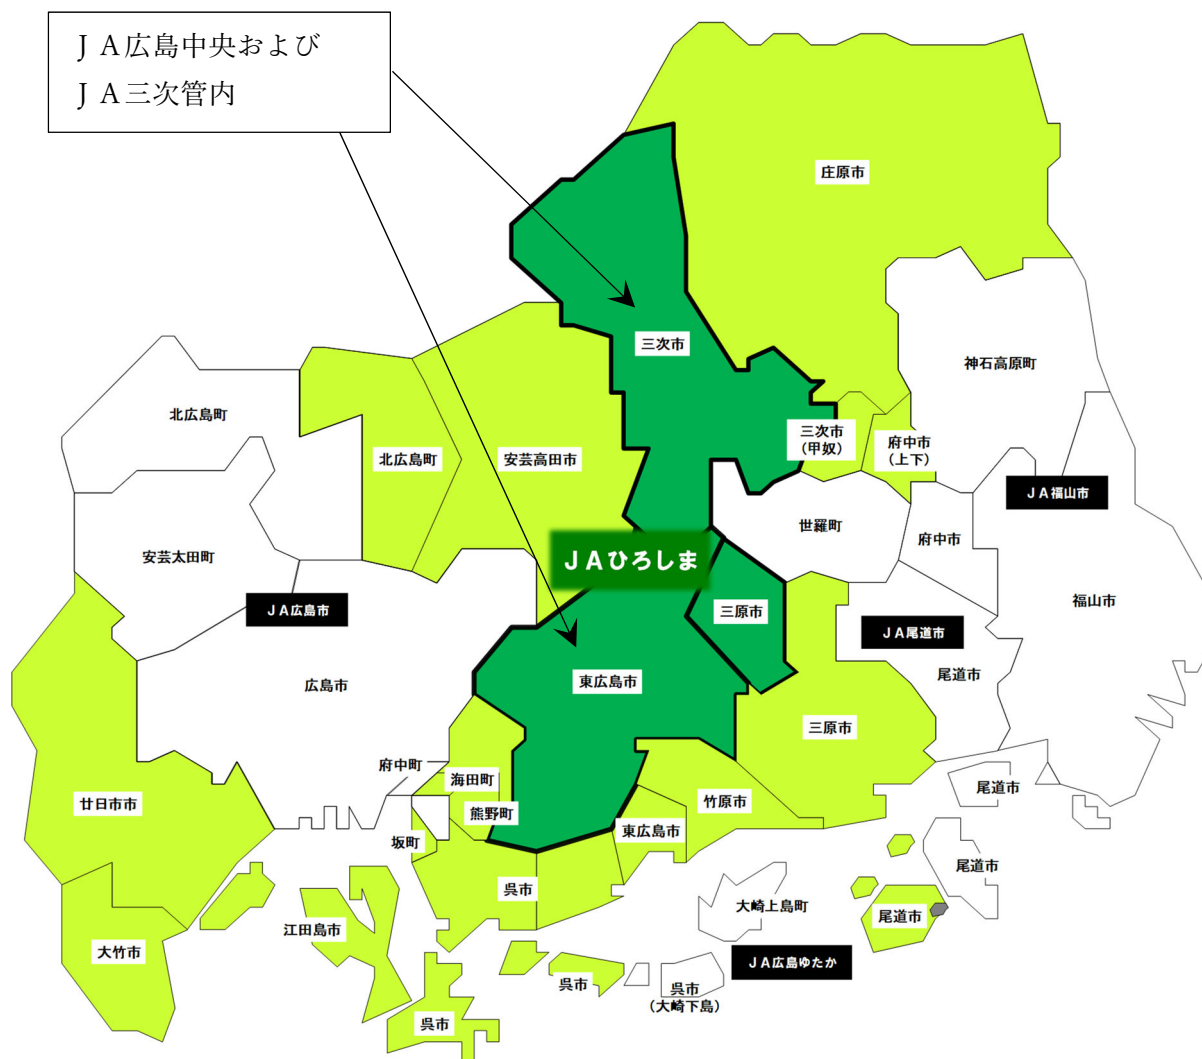 ＪＡ広島中央および
ＪＡ三次管内
庄原市
三次市
神石高原町
北広島町
三次市
（甲奴）
府中市
（上下）
北広島町
安芸高田市
ＪＡ福山市
世羅町
府中市
安芸太田町
ＪＡひろしま
福山市
ＪＡ広島市
三原市
ＪＡ尾道市
尾道市
広島市
東広島市
三原市
府中町
海田町
尾道市
廿日市市
竹原市
熊野町
坂町
東広島市
尾道市
呉市
大崎上島町
尾道市
江田島市
大竹市
ＪＡ広島ゆたか
呉市
呉市
（大崎下島）
呉市